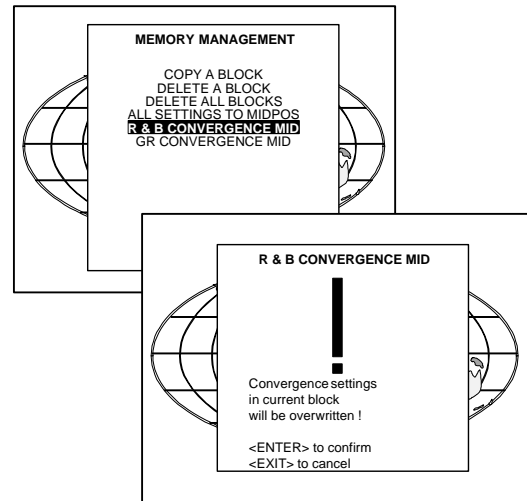 MEMORY MANAGEMENT
COPY A BLOCK
DELETE A BLOCK
DELETE ALL BLOCKS
ALL SETTINGS TO MIDPOS
R & B CONVERGENCE MID
GR CONVERGENCE MID
R & B CONVERGENCE MID
!
Convergence settings
in current block
will be overwritten !
<ENTER> to confirm
<EXIT> to cancel